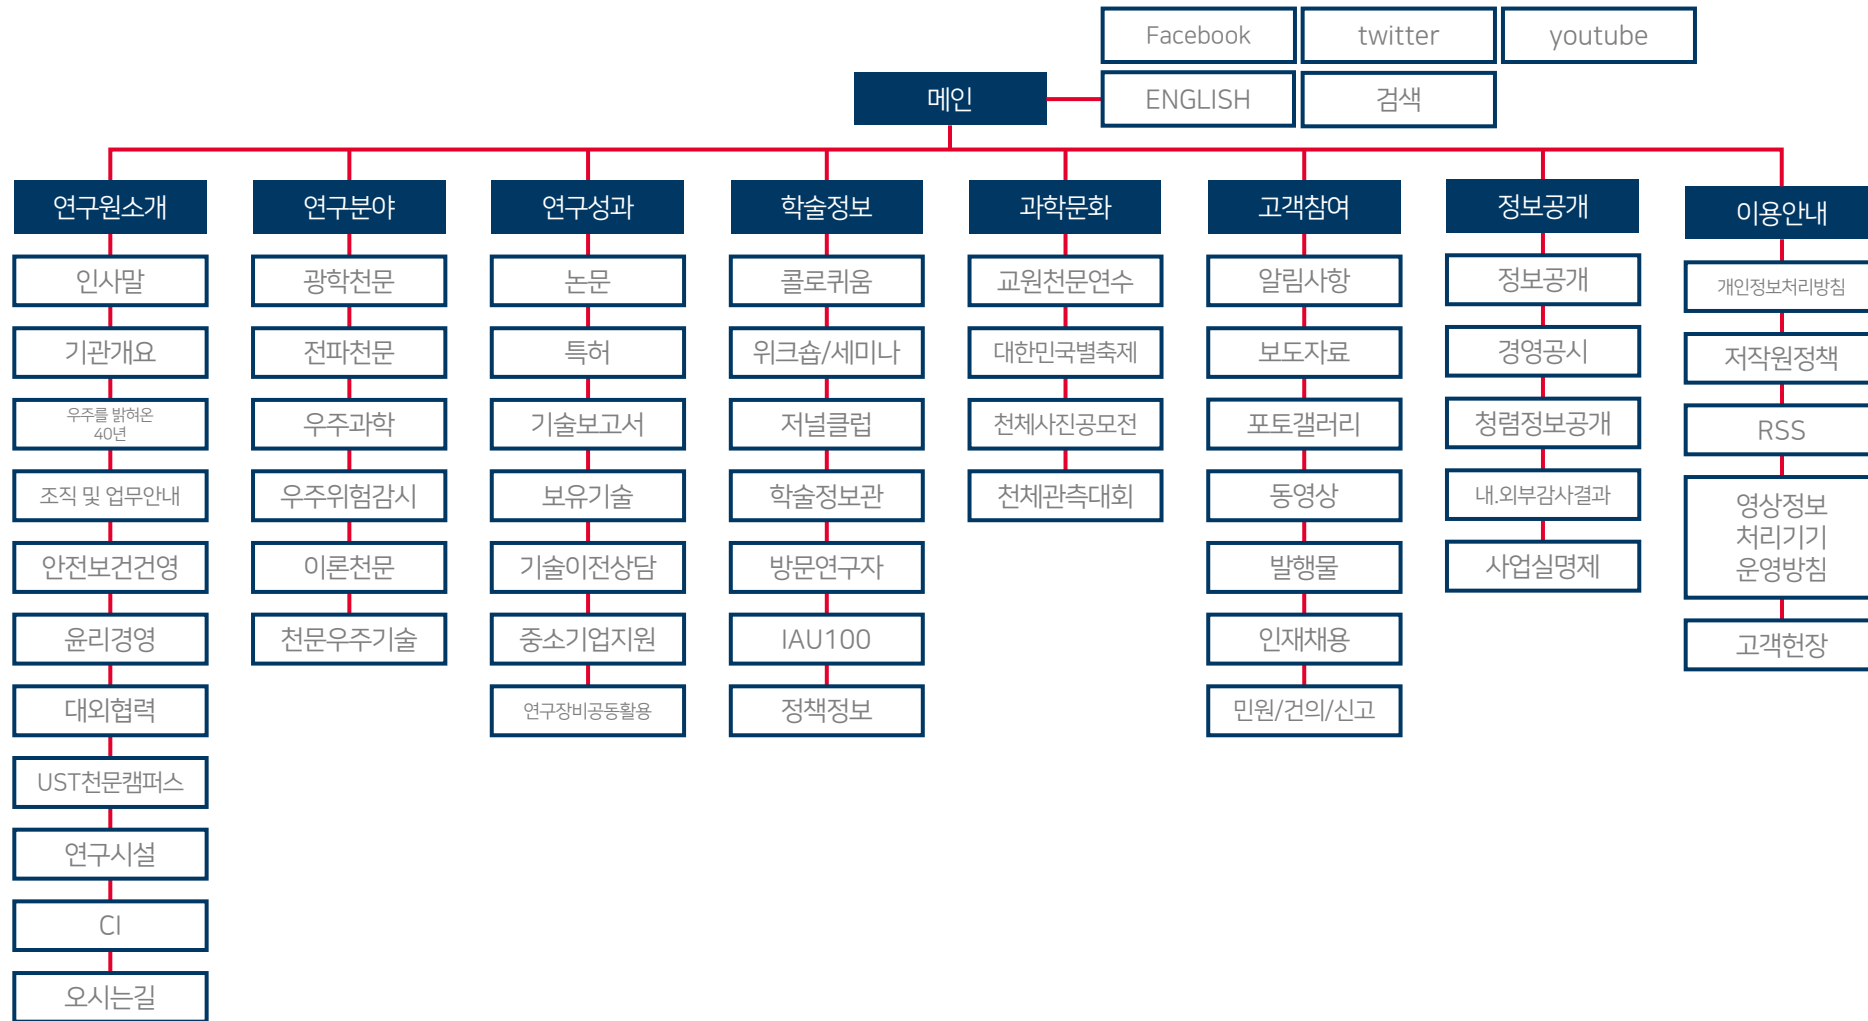 Facebook
twitter
youtube
메인
ENGLISH
검색
연구원소개
인사말
기관개요
우주를 밝혀온
40년
조직 및 업무안내
안전보건건영
윤리경영
대외협력
UST천문캠퍼스
연구시설
CI
오시는길
연구분야
광학천문
전파천문
우주과학
우주위험감시
이론천문
천문우주기술
연구성과
논문
특허
기술보고서
보유기술
기술이전상담
중소기업지원
연구장비공동활용
학술정보
콜로퀴움
위크숍/세미나
저널클럽
학술정보관
방문연구자
IAU100
정책정보
과학문화
교원천문연수
대한민국별축제
천체사진공모전
천체관측대회
고객참여
알림사항
보도자료
포토갤러리
동영상
발행물
인재채용
민원/건의/신고
정보공개
정보공개
경영공시
청렴정보공개
내.외부감사결과
사업실명제
이용안내
개인정보처리방침
저작원정책
RSS
영상정보
처리기기
운영방침
고객헌장